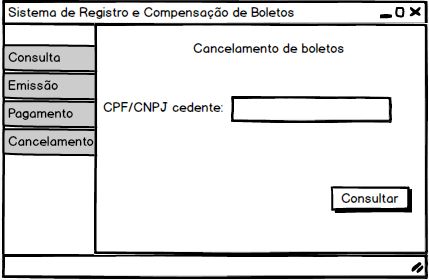 Sistema de Registro e Compensação de Boletos
Cancelamento de boletos
Consulta
Emissão
Pagamento
Cancelamento
CPF/CNPJ cedente:
Consultar